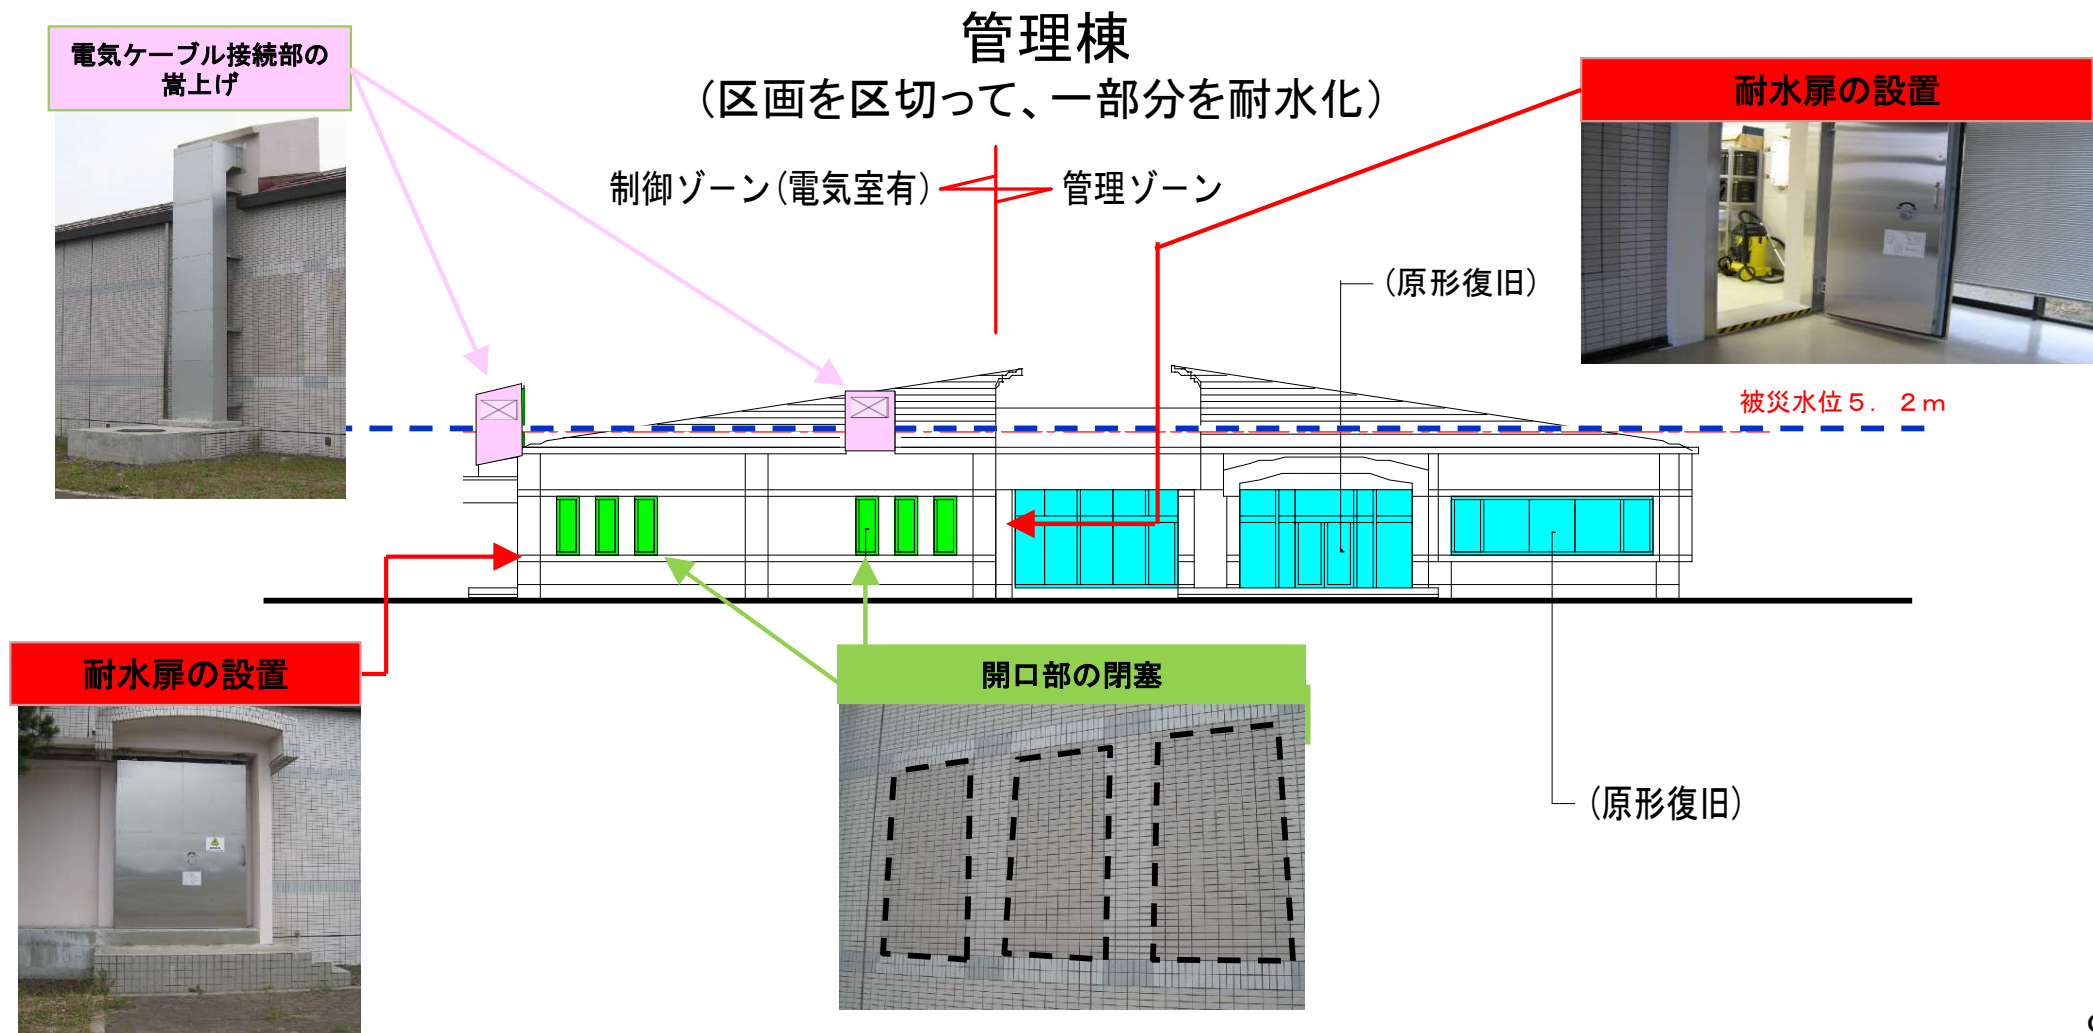 管理棟
（区画を区切って、一部分を耐水化）
電気ケーブル接続部の
嵩上げ
耐水扉の設置
制御ゾーン（電気室有）
管理ゾーン
（原形復旧）
被災水位５．２ｍ
耐水扉の設置
開口部の閉塞
（原形復旧）